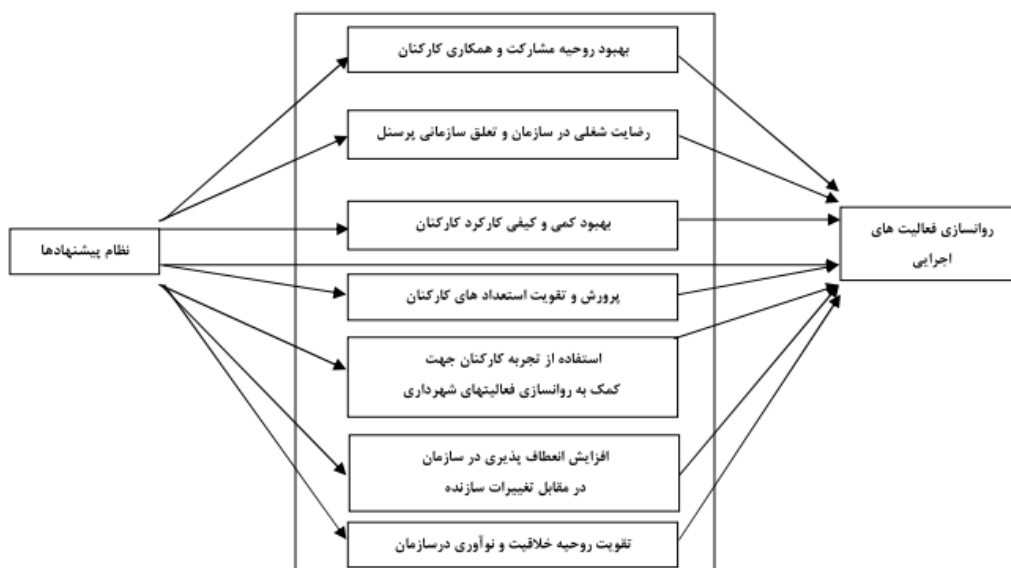 بهبود روحیه مشارکت و همکاری کارکنان
رضایت شغلی در سازمان و تعلق سازمانی پرسنل
بهبود کمی و کیفی کارکرد کارکنان
روانسازی فعالیت های
اجرایی
نظام پیشنهادها
پرورش و تقویت استعداد های کارکنان
استفاده از تجربه کارکنان جهت
کمک به روانسازی فعالیتهای شهرداری
افزایش انعطاف پذیری در سازمان
در مقابل تغییرات سازنده
تقویت روحیه خلاقیت و نوآوری درسازمان